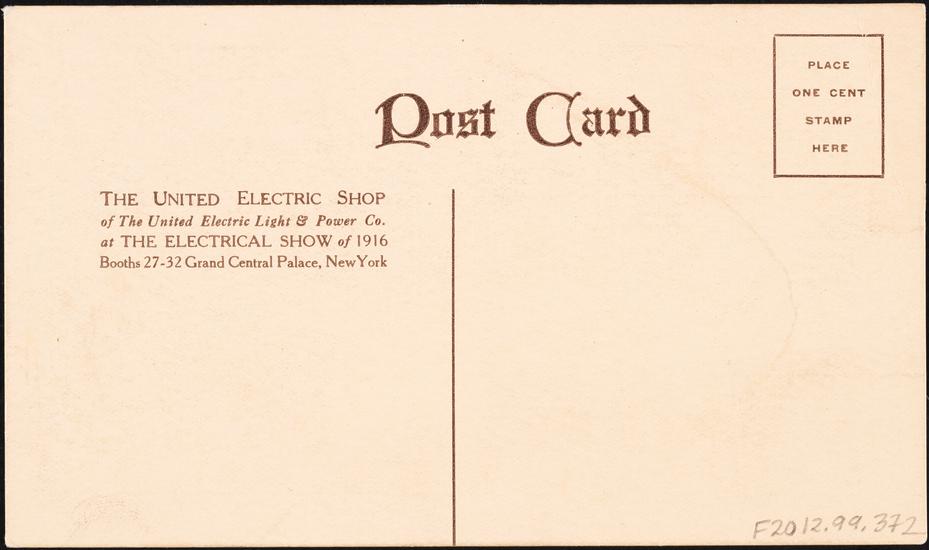 Post Card
PLACE
ONE CENT
STAMP
HERE
THE UNITED ELECTRIC SHOP
of The United Electric Light & Power Co.
at THE ELECTRICAL SHOW of 1916
Booths 27-32 Grand Central Palace, New York
F2012.99.372